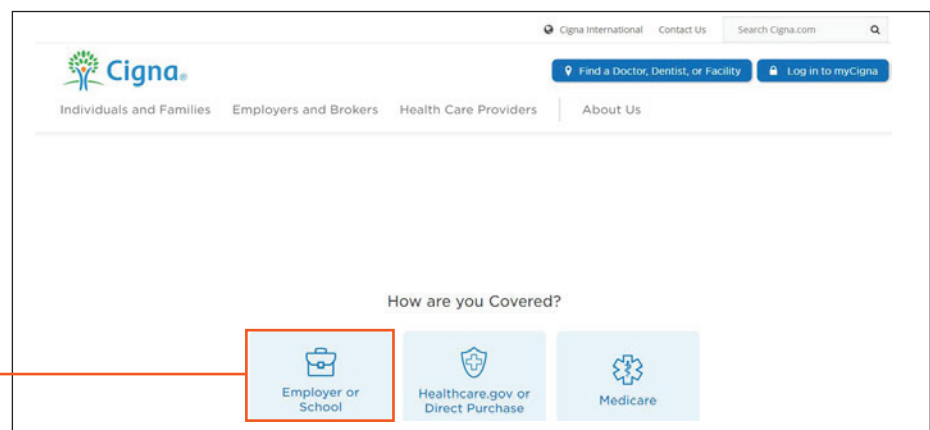 Cigna International Contact Us Search Cigna.com
Cigna®
Find a Doctor, Dentist, or Facility Log in to myCigna
Individuals and Families Employers and Brokers Health Care Providers About Us
How are you Covered?
Employer or
School
Healthcare.gov or
Direct Purchase
Medicare